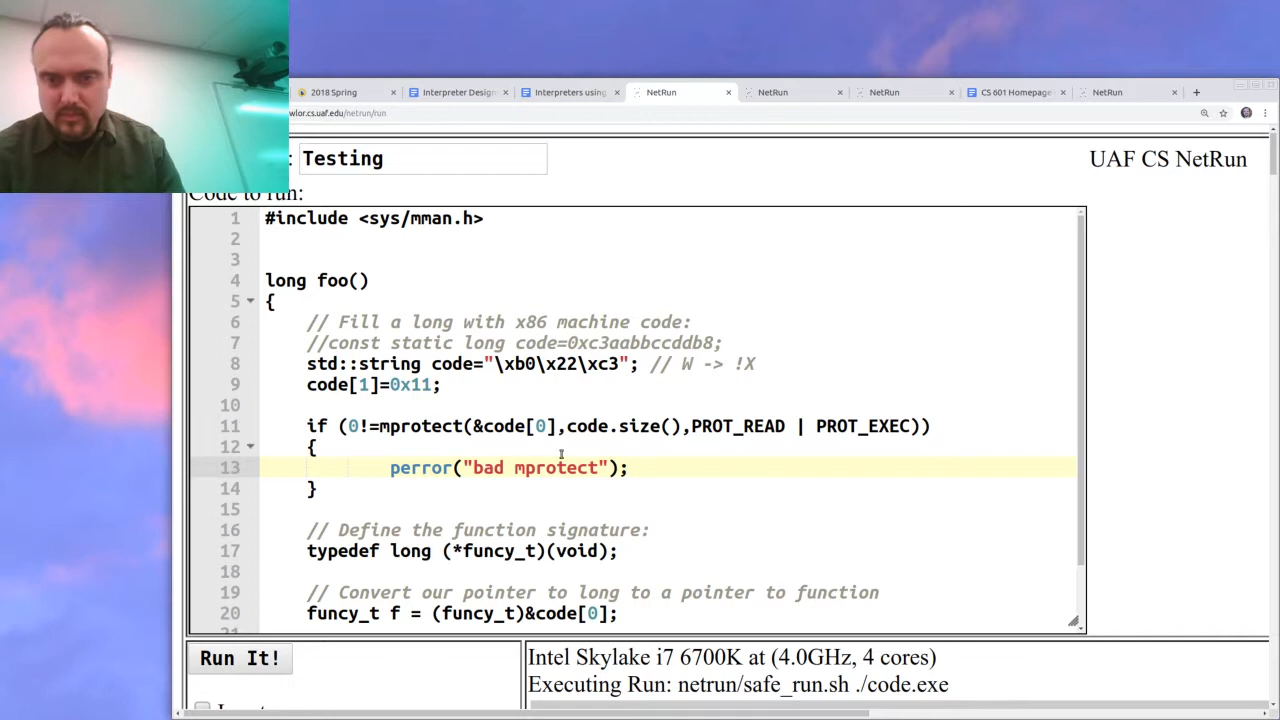 2018 Spring
Interpreter Design
Interpreters using
NetRun
NetRun
NetRun
CS 601 Homepage
NetRun
wlor.cs.uaf.edu/netrun/run
: Testing
UAF CS NetRun
Code to run:
1 #include <sys/mman.h>
2
3
4 long foo()
5 {
6 // Fill a long with x86 machine code:
7 //const static long code=0xc3aabbccddb8;
8 std::string code="\xb0\x22\xc3"; // W -> !X
9 code[1]=0x11;
10
11 if (0!=mprotect(&code[0],code.size(),PROT_READ | PROT_EXEC))
12 {
13 perror("bad mprotect");
14 }
15
16 // Define the function signature:
17 typedef long (*funcy_t)(void);
18
19 // Convert our pointer to long to a pointer to function
20 funcy_t f = (funcy_t)&code[0];
Run It!
Intel Skylake i7 6700K at (4.0GHz, 4 cores)
Executing Run: netrun/safe_run.sh ./code.exe